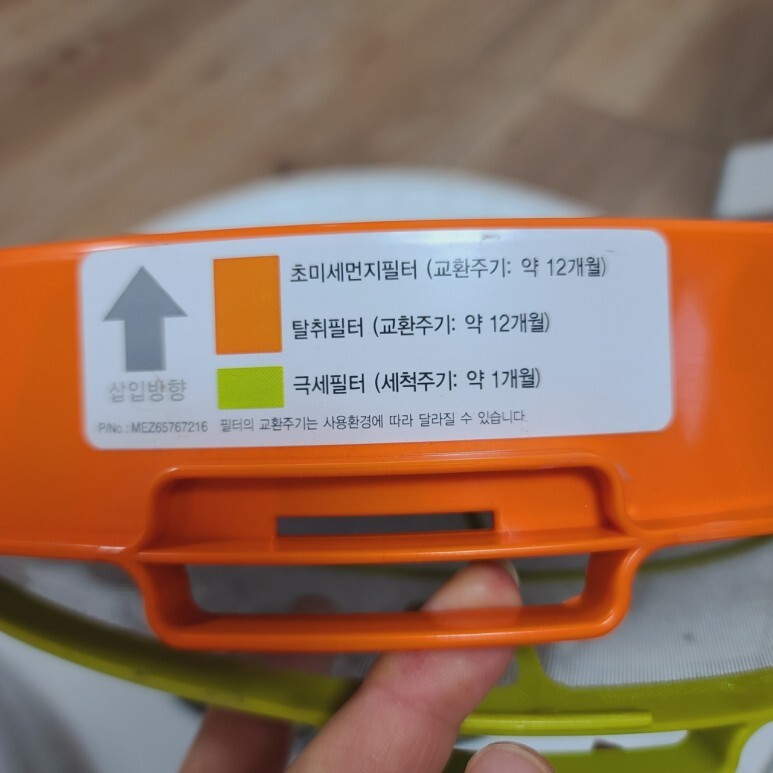 초미세먼지필터 (교환주기: 약 12개월)
탈취필터 (교환주기: 약 12개월)
극세필터 (세척주기: 약 1개월)
삽입방향
P/No.: MEZ65767216
필터의 교환주기는 사용환경에 따라 달라질 수 있습니다.